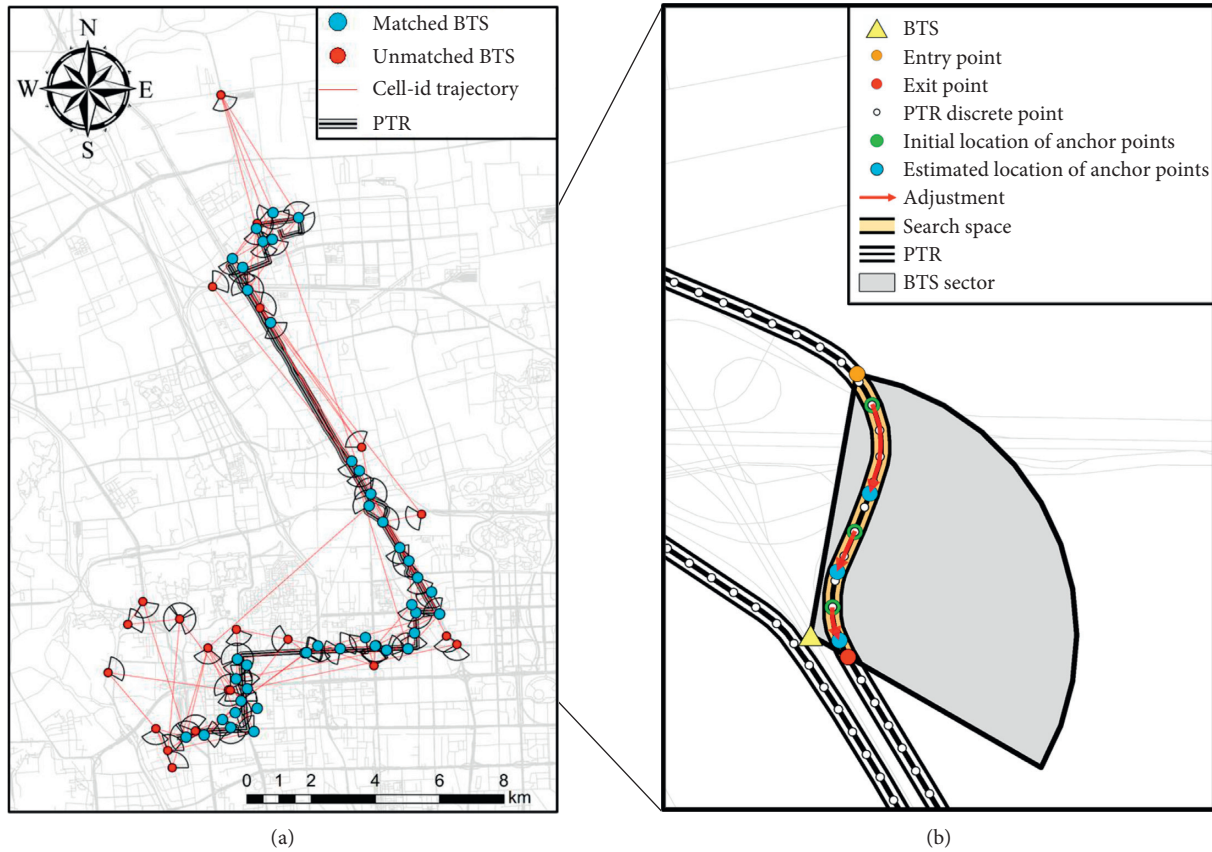 N
W
E
S
Matched BTS
Unmatched BTS
Cell-id trajectory
PTR
0 1 2 4 6 8
km
(a)
BTS
Entry point
Exit point
PTR discrete point
Initial location of anchor points
Estimated location of anchor points
Adjustment
Search space
PTR
BTS sector
(b)